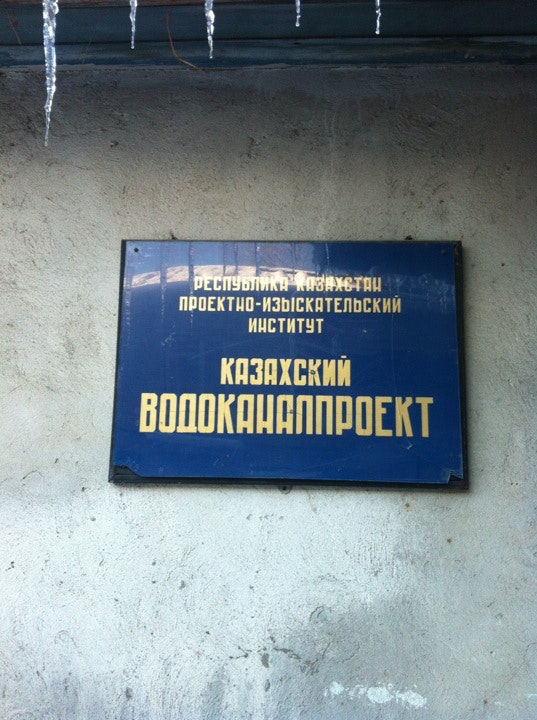 РЕСПУБЛИКА КАЗАХСТАН
ПРОЕКТНО-ИЗЫСКАТЕЛЬСКИЙ
ИНСТИТУТ
КАЗАХСКИЙ
ВОДОКАНАЛПРОЕКТ